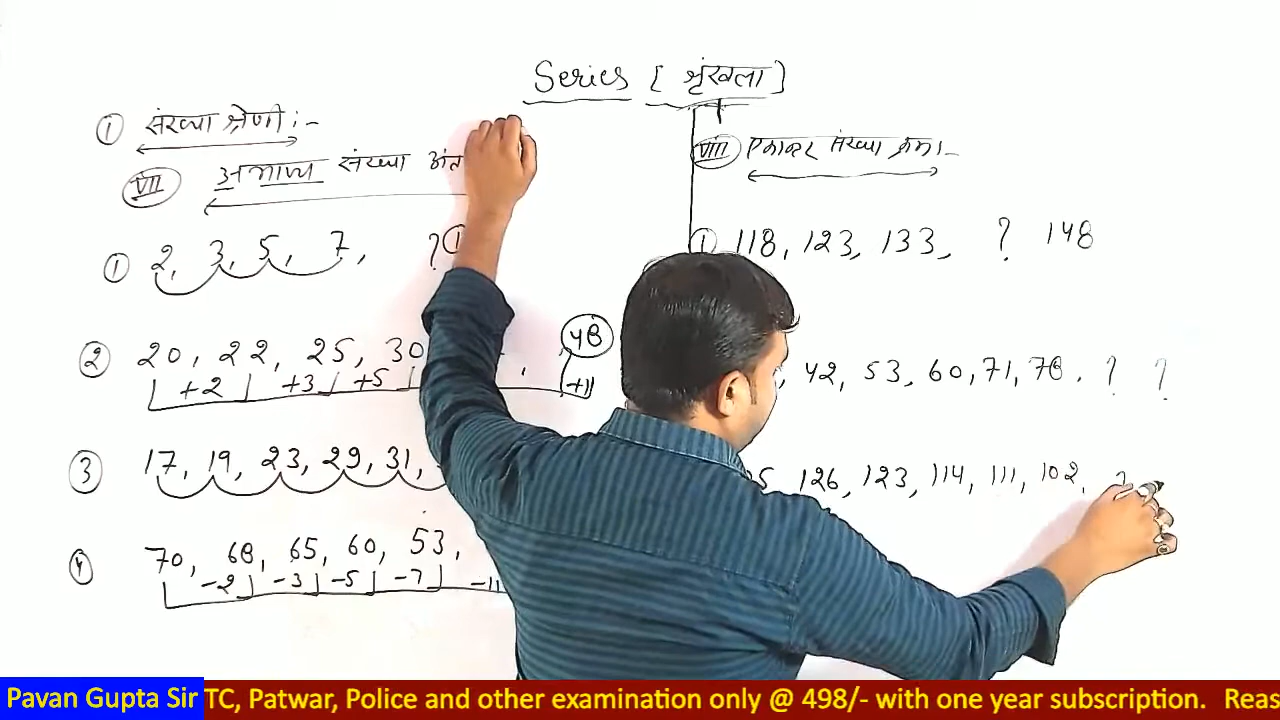 Series [ श्रृंखला ]
① संख्या श्रेणी :-
VII अभाज्य संख्या अंत
① 2, 3, 5, 7, ?
② 20, 22, 25, 30
+2 +3 +5 +11
48
③ 17, 19, 23, 29, 31,
④ 70, 68, 65, 60, 53,
-2 -3 -5 -7 -11
VIII एकान्तर संख्या क्रम :-
① 118, 123, 133, ? 148
, 42, 53, 60, 71, 78, ? ?
126, 123, 114, 111, 102,
Pavan Gupta Sir TC, Patwar, Police and other examination only @ 498/- with one year subscription. Reas